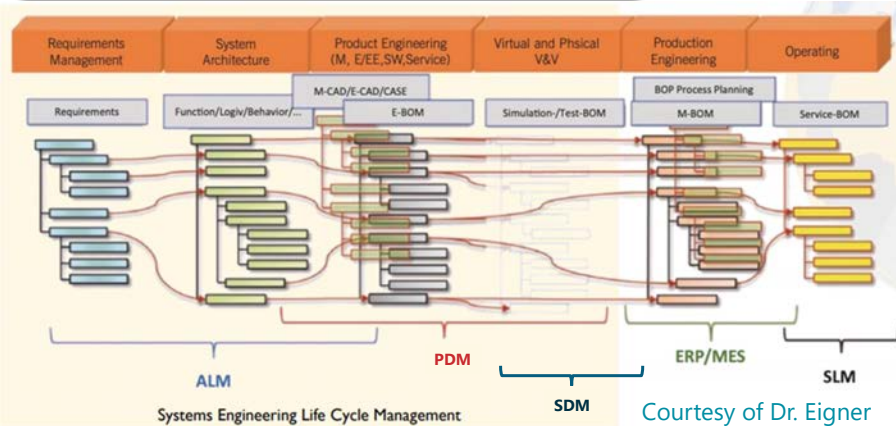 Requirements
Management
System
Architecture
Product Engineering
(M, E/EE,SW,Service)
Virtual and Phsical
V&V
Production
Engineering
Operating
M-CAD/E-CAD/CASE
BOP Process Planning
Requirements
Function/Logiv/Behavior/...
E-BOM
Simulation-/Test-BOM
M-BOM
Service-BOM
ALM
PDM
SDM
ERP/MES
SLM
Systems Engineering Life Cycle Management
Courtesy of Dr. Eigner